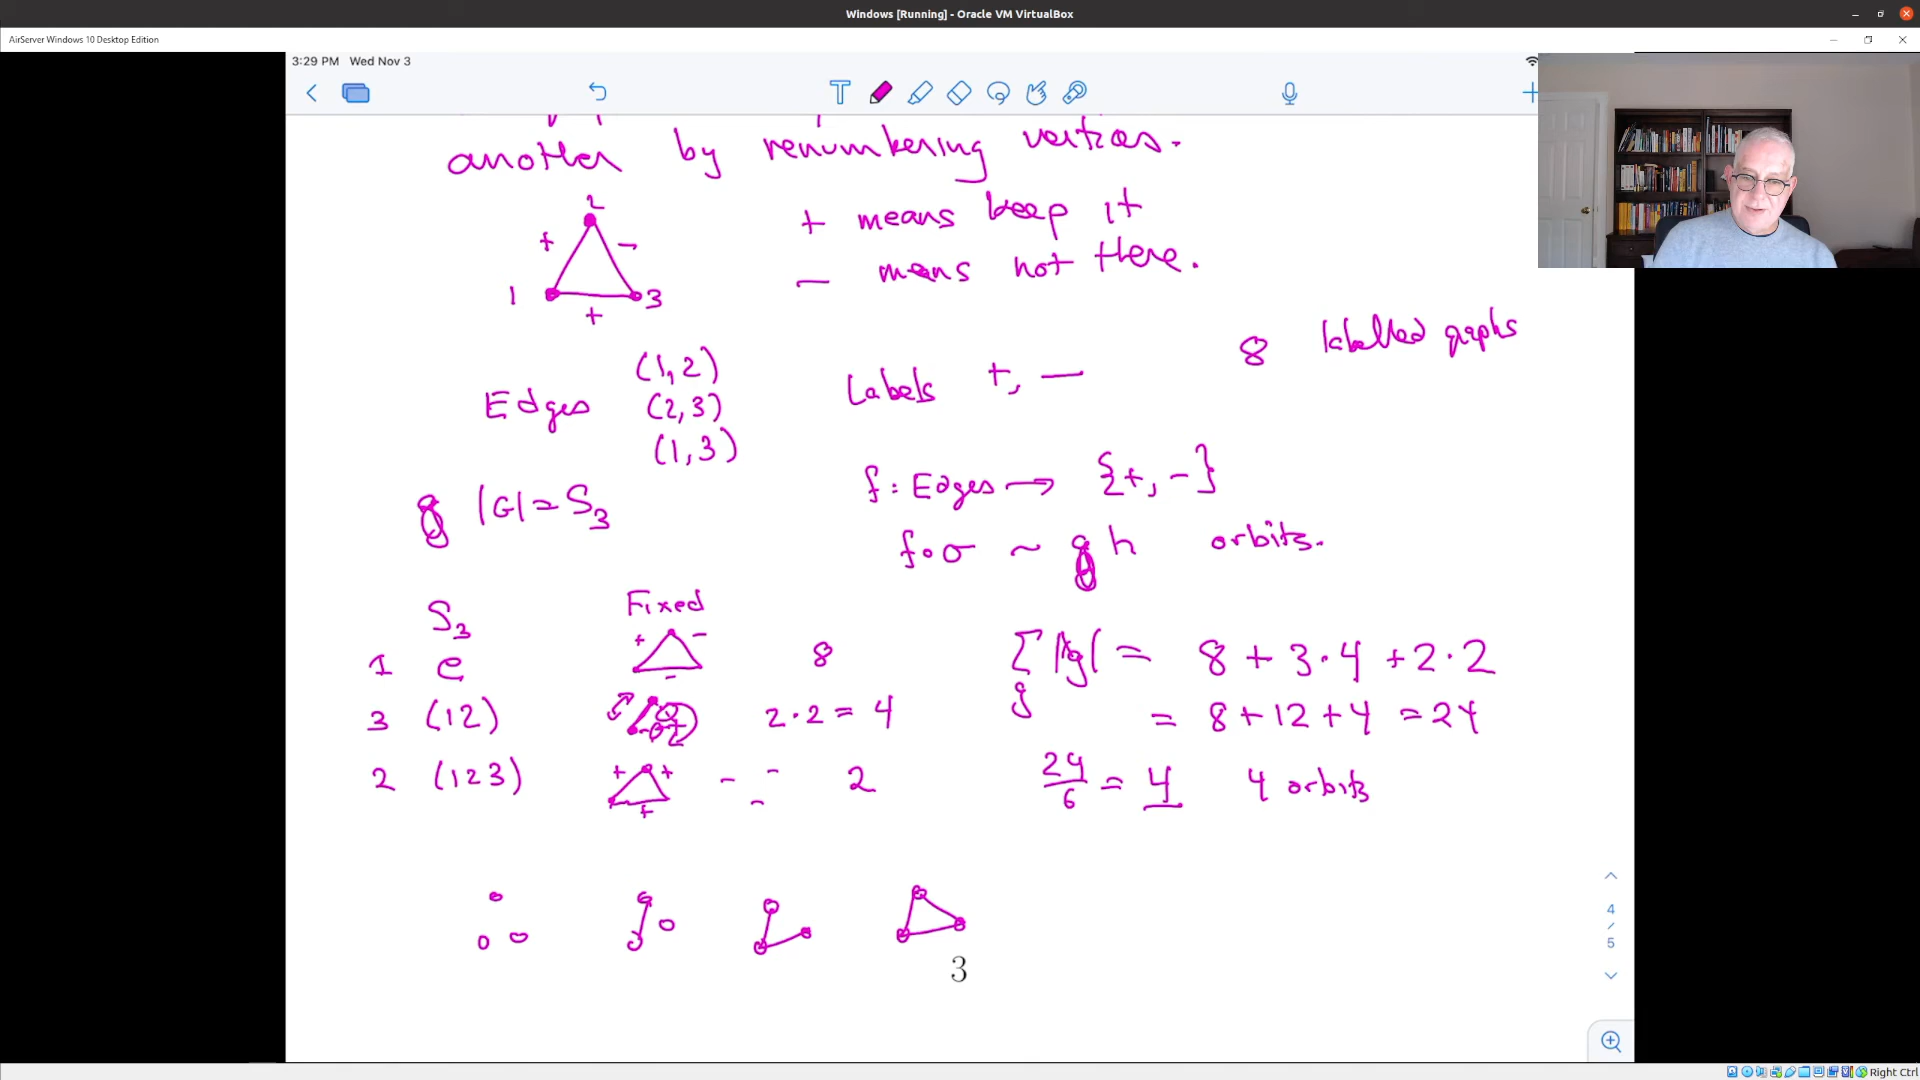 Windows [Running] - Oracle VM VirtualBox
AirServer Windows 10 Desktop Edition
3:29 PM Wed Nov 3
another by renumbering vertices.
2
+ −
1 3
+
+ means keep it
− means not there.
8 labelled graphs
Edges (1,2)
(2,3)
(1,3)
Labels +, −
|G| = S₃
f: Edges → {+, −}
f∘σ ~ h orbits.
S₃ Fixed
+ −
−
1 e 8
3 (12) 2·2 = 4
2 (123) + + + − − − 2
Σ |g| = 8 + 3·4 + 2·2
g
= 8 + 12 + 4 = 24
24/6 = 4 4 orbits
3
4
/
5
Right Ctrl